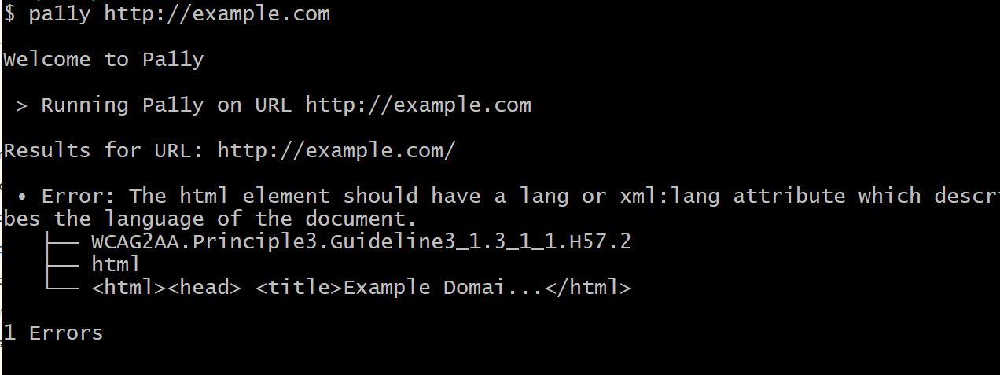 $ pa11y http://example.com
Welcome to Pa11y
> Running Pa11y on URL http://example.com
Results for URL: http://example.com/
• Error: The html element should have a lang or xml:lang attribute which descri
bes the language of the document.
├── WCAG2AA.Principle3.Guideline3_1.3_1_1.H57.2
├── html
└── <html><head> <title>Example Domai...</html>
1 Errors